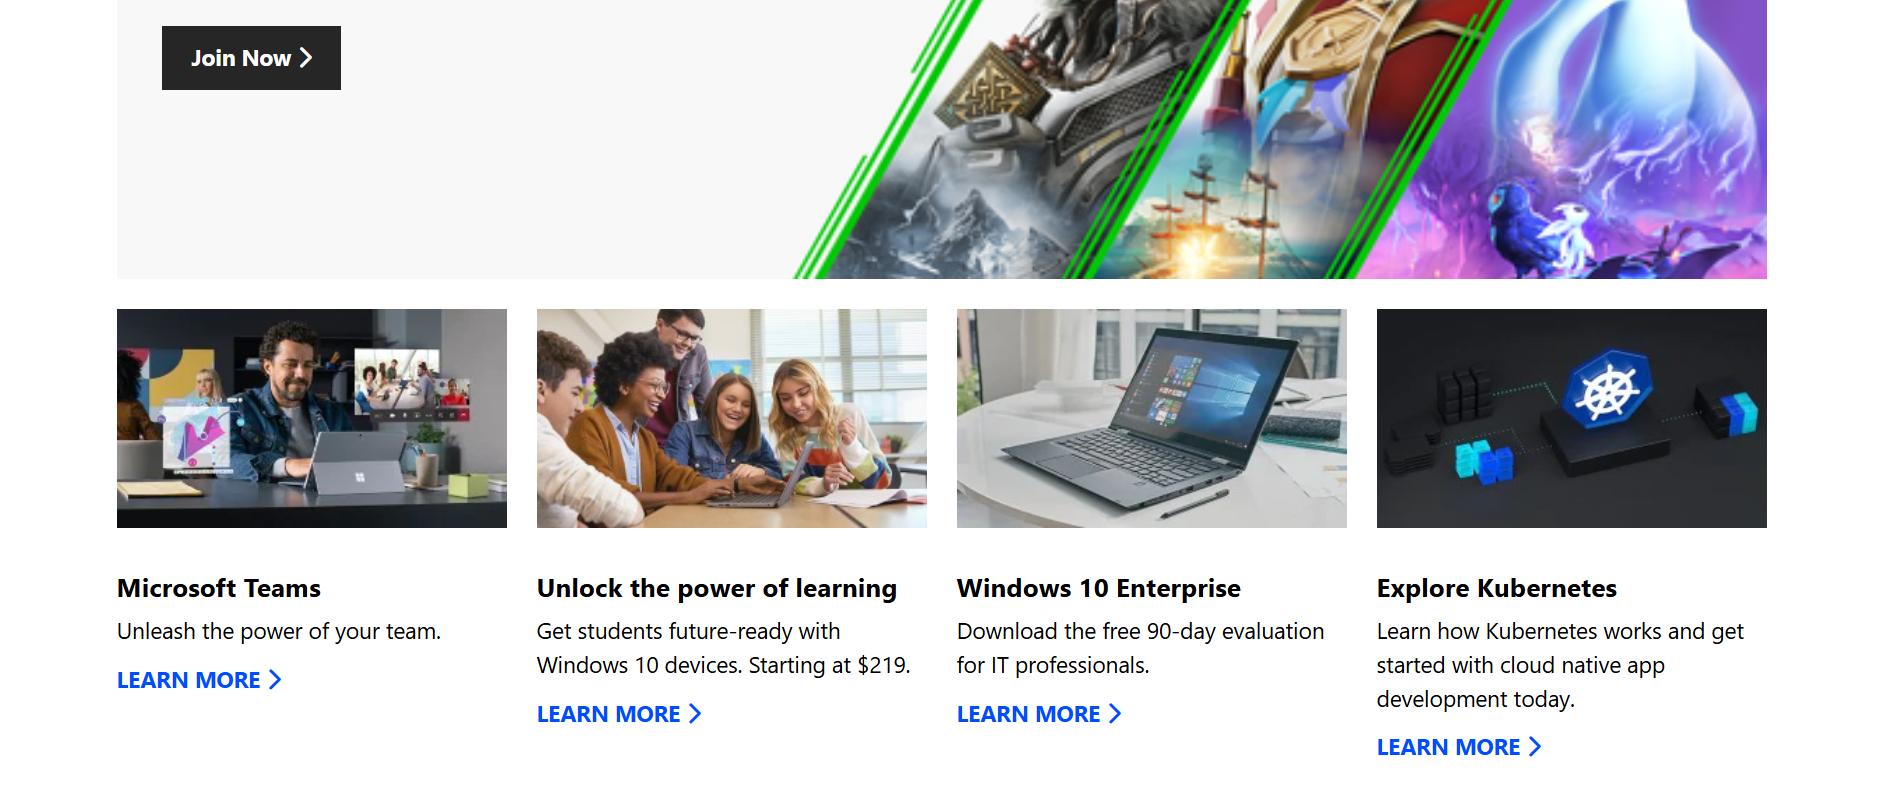 Join Now
Microsoft Teams
Unleash the power of your team.
LEARN MORE
Unlock the power of learning
Get students future-ready with
Windows 10 devices. Starting at $219.
LEARN MORE
Windows 10 Enterprise
Download the free 90-day evaluation
for IT professionals.
LEARN MORE
Explore Kubernetes
Learn how Kubernetes works and get
started with cloud native app
development today.
LEARN MORE